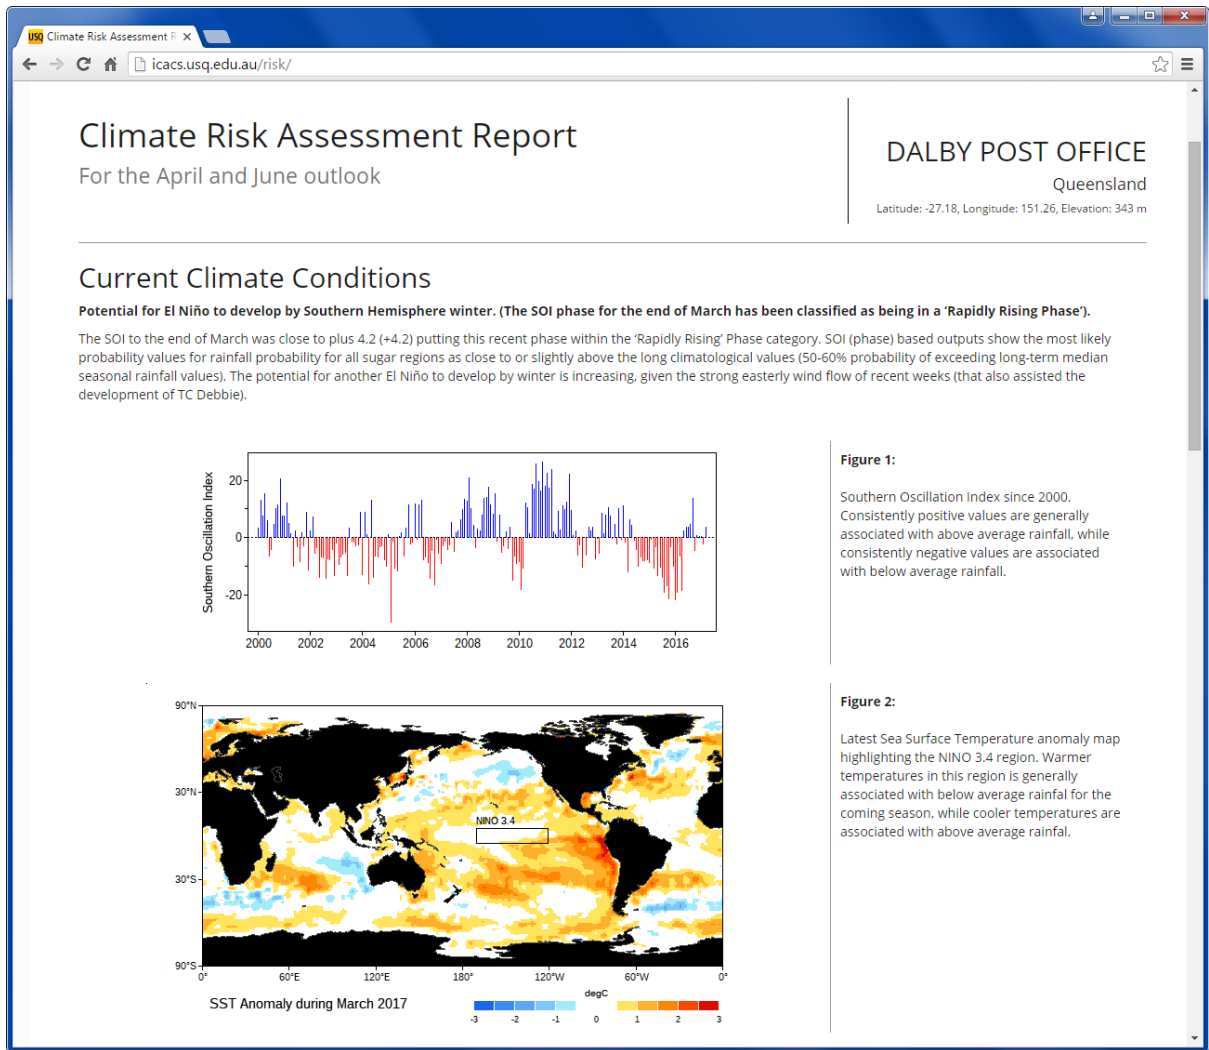 USQ Climate Risk Assessment R
icacs.usq.edu.au/risk/
Climate Risk Assessment Report
For the April and June outlook
DALBY POST OFFICE
Queensland
Latitude: -27.18, Longitude: 151.26, Elevation: 343 m
Current Climate Conditions
Potential for El Niño to develop by Southern Hemisphere winter. (The SOI phase for the end of March has been classified as being in a ‘Rapidly Rising Phase’).
The SOI to the end of March was close to plus 4.2 (+4.2) putting this recent phase within the ‘Rapidly Rising’ Phase category. SOI (phase) based outputs show the most likely
probability values for rainfall probability for all sugar regions as close to or slightly above the long climatological values (50-60% probability of exceeding long-term median
seasonal rainfall values). The potential for another El Niño to develop by winter is increasing, given the strong easterly wind flow of recent weeks (that also assisted the
development of TC Debbie).
Southern Oscillation Index
20
0
-20
2000 2002 2004 2006 2008 2010 2012 2014 2016
Figure 1:
Southern Oscillation Index since 2000.
Consistently positive values are generally
associated with above average rainfall, while
consistently negative values are associated
with below average rainfall.
90°N
30°N
30°S
90°S
NINO 3.4
0° 60°E 120°E 180° 120°W 60°W 0°
SST Anomaly during March 2017
degC
-3 -2 -1 0 1 2 3
Figure 2:
Latest Sea Surface Temperature anomaly map
highlighting the NINO 3.4 region. Warmer
temperatures in this region is generally
associated with below average rainfal for the
coming season, while cooler temperatures are
associated with above average rainfal.